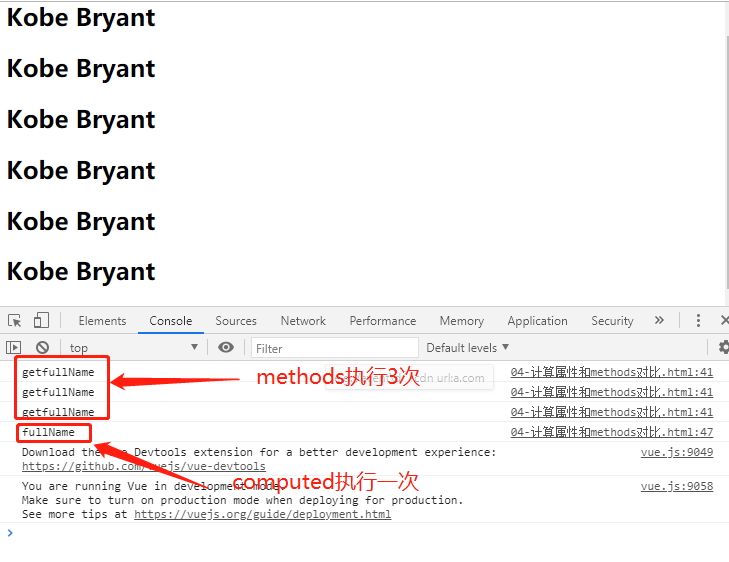 Kobe Bryant
Kobe Bryant
Kobe Bryant
Kobe Bryant
Kobe Bryant
Kobe Bryant
Elements Console Sources Network Performance Memory Application Security »
top Filter Default levels ▼
getfullName methods执行3次 04-计算属性和methods对比.html:41
getfullName 04-计算属性和methods对比.html:41
getfullName 04-计算属性和methods对比.html:41
fullName 04-计算属性和methods对比.html:47
Download the Devtools extension for a better development experience: vue.js:9049
https://github.com/vuejs/vue-devtools
computed执行一次
You are running Vue in development mode. vue.js:9058
Make sure to turn on production mode when deploying for production.
See more tips at https://vuejs.org/guide/deployment.html